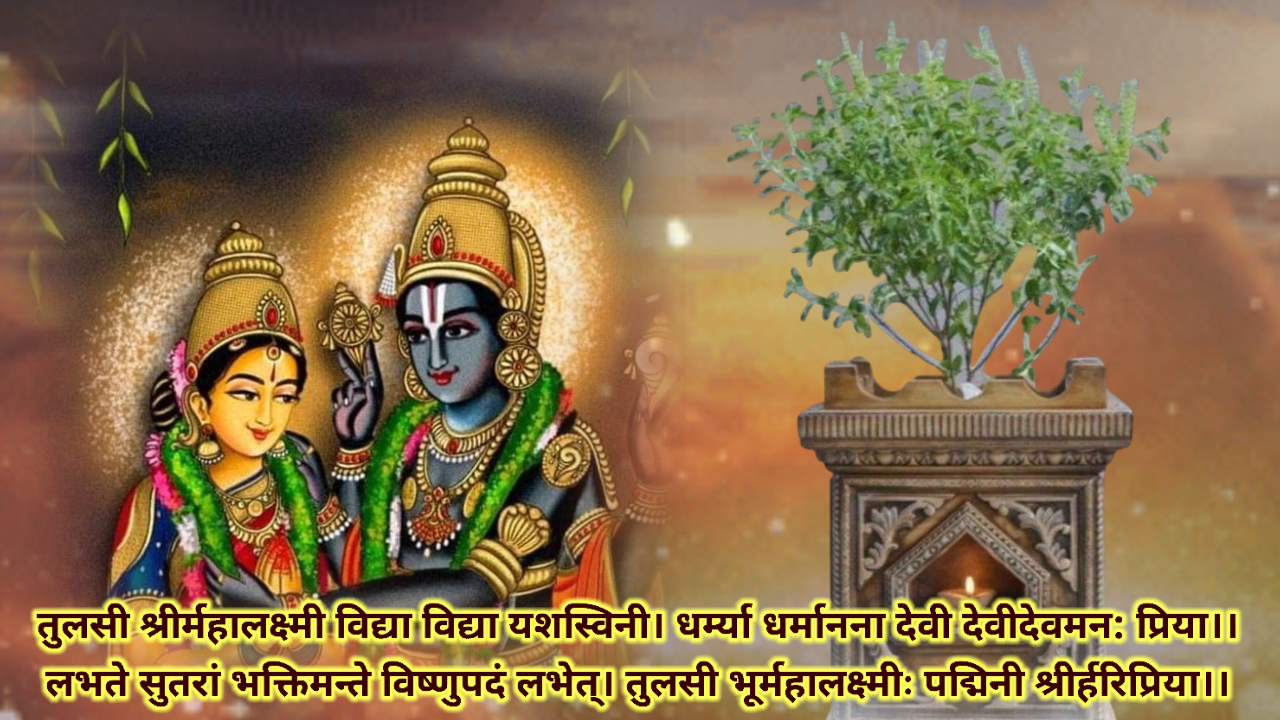 तुलसी श्रीर्महालक्ष्मी विद्या विद्या यशस्विनी। धर्म्या धर्मानना देवी देवीदेवमन: प्रिया।।
लभते सुतरां भक्तिमन्ते विष्णुपदं लभेत्। तुलसी भूर्महालक्ष्मीः पद्मिनी श्रीर्हरिप्रिया।।